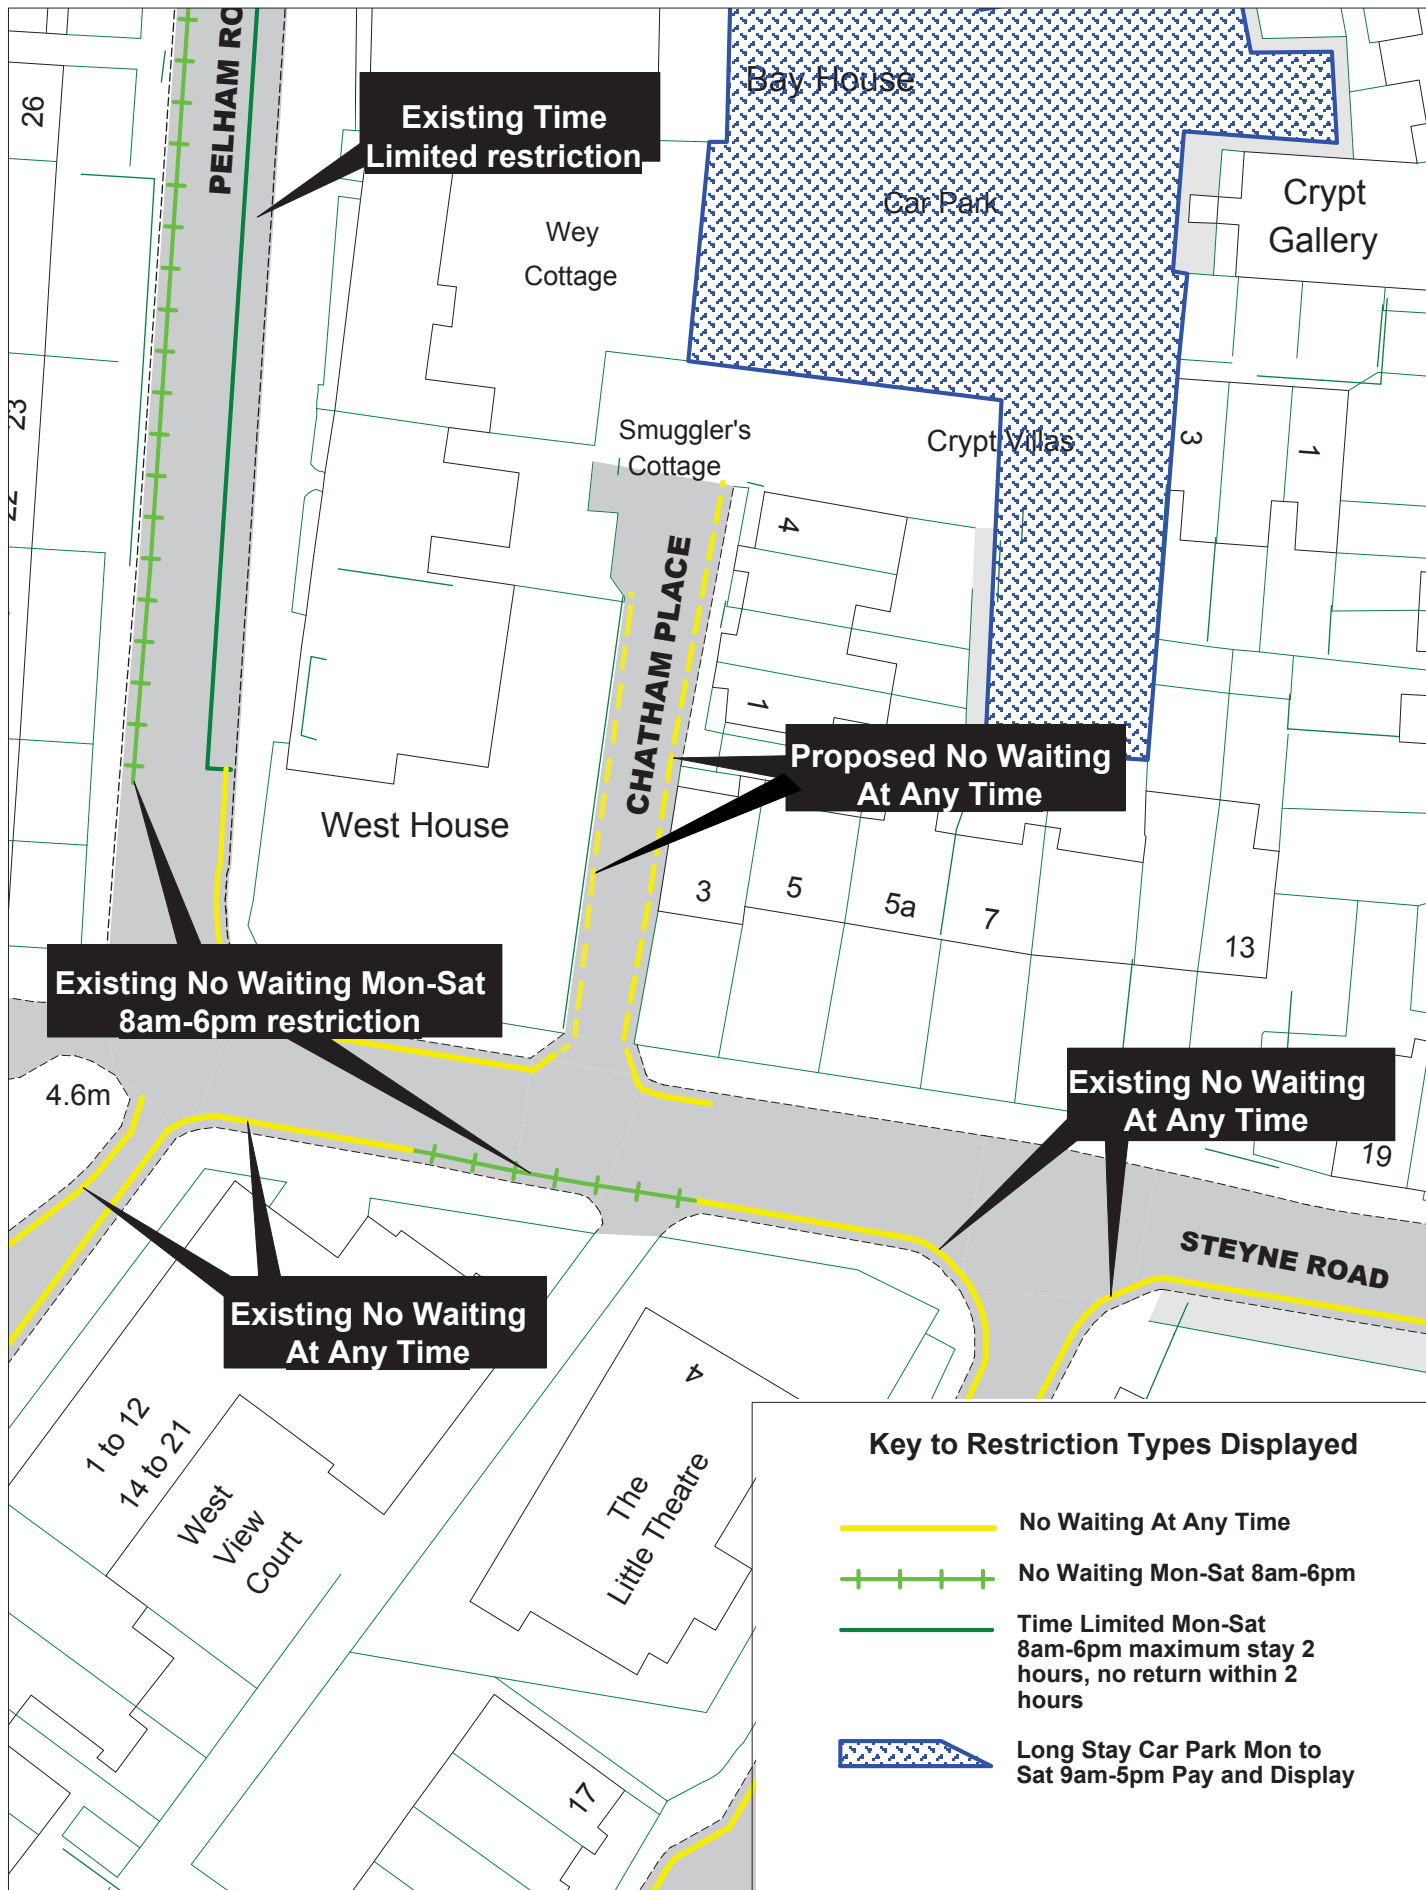 PELHAM RO
26
Existing Time
Limited restriction
Bay House
Car Park
Crypt
Gallery
Wey
Cottage
23
22
Smuggler's
Cottage
Crypt Villas
3
1
4
CHATHAM PLACE
1
Proposed No Waiting
At Any Time
West House
3
5
5a
7
13
Existing No Waiting Mon-Sat
8am-6pm restriction
4.6m
Existing No Waiting
At Any Time
19
STEYNE ROAD
Existing No Waiting
At Any Time
4
1 to 12
14 to 21
West
View
Court
The
Little Theatre
17
Key to Restriction Types Displayed
No Waiting At Any Time
No Waiting Mon-Sat 8am-6pm
Time Limited Mon-Sat
8am-6pm maximum stay 2
hours, no return within 2
hours
Long Stay Car Park Mon to
Sat 9am-5pm Pay and Display